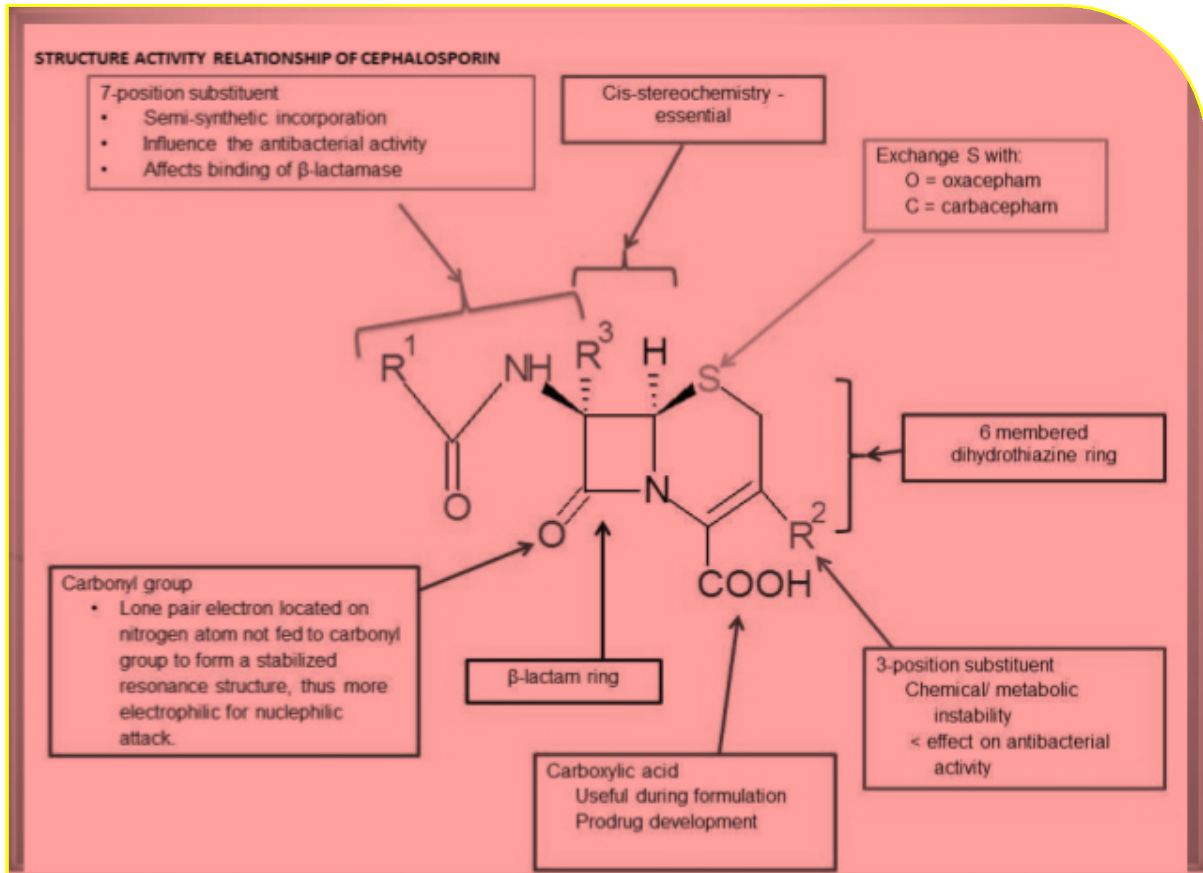 STRUCTURE ACTIVITY RELATIONSHIP OF CEPHALOSPORIN
7-position substituent
• Semi-synthetic incorporation
• Influence the antibacterial activity
• Affects binding of β-lactamase
Cis-stereochemistry -
essential
Exchange S with:
O = oxacepham
C = carbacepham
R1
NH
R3
H
S
O
O
N
R2
COOH
6 membered
dihydrothiazine ring
Carbonyl group
• Lone pair electron located on
nitrogen atom not fed to carbonyl
group to form a stabilized
resonance structure, thus more
electrophilic for nuclephilic
attack.
β-lactam ring
3-position substituent
Chemical/ metabolic
instability
< effect on antibacterial
activity
Carboxylic acid
Useful during formulation
Prodrug development